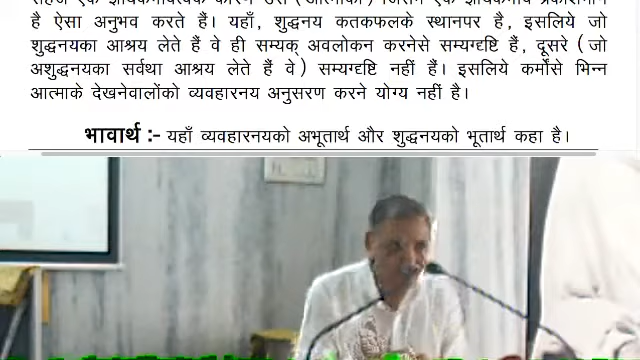 है ऐसा अनुभव करते हैं। यहाँ, शुद्धनय कतकफलके स्थानपर है, इसलिये जो
शुद्धनयका आश्रय लेते हैं वे ही सम्यक् अवलोकन करनेसे सम्यग्दृष्टि हैं, दूसरे (जो
अशुद्धनयका सर्वथा आश्रय लेते हैं वे) सम्यग्दृष्टि नहीं हैं। इसलिये कर्मोंसे भिन्न
आत्माके देखनेवालोंको व्यवहारनय अनुसरण करने योग्य नहीं है।
भावार्थ :- यहाँ व्यवहारनयको अभूतार्थ और शुद्धनयको भूतार्थ कहा है।